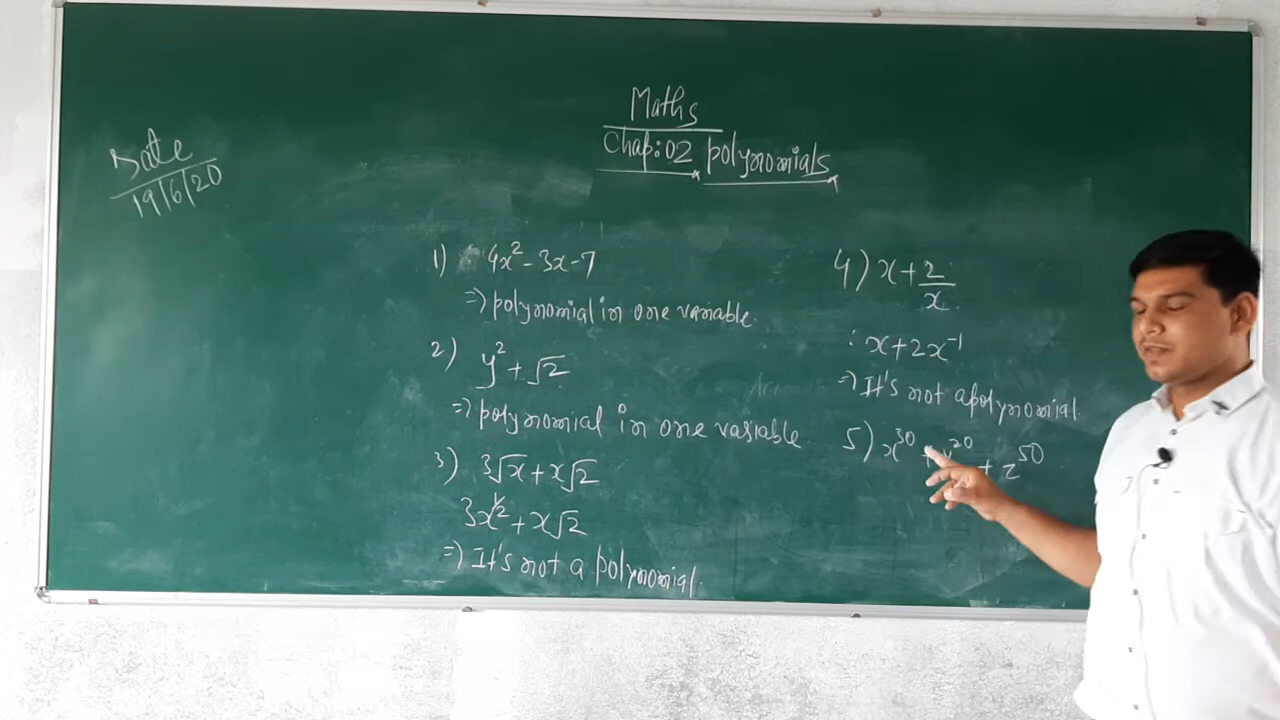 Maths
Chap:02 polynomials
Date
19/6/20
1) 4x² - 3x - 7
=) polynomial in one variable.
2) y² + √2
=) polynomial in one variable
3) 3√x + x√2
3x^1/2 + x√2
=) It's not a polynomial.
4) x + 2/x
: x + 2x⁻¹
=) It's not a polynomial.
5) x³⁰ + y²⁰ + z⁵⁰